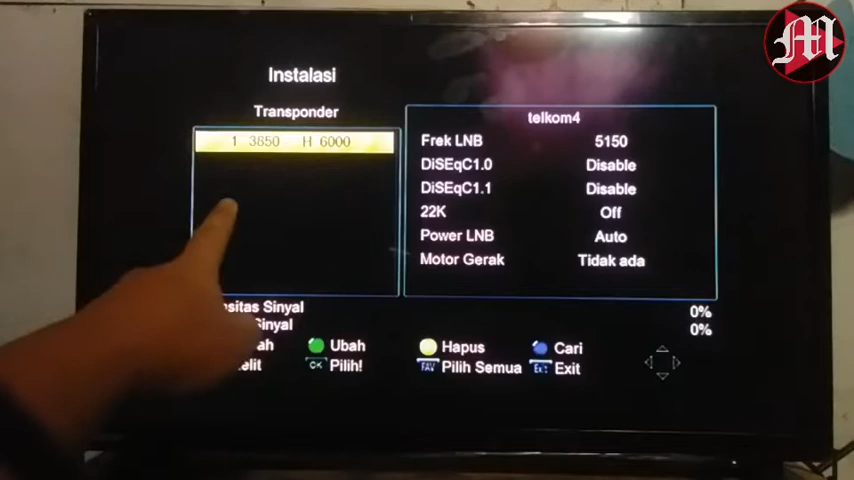 M
Instalasi
Transponder
1 3850 H 6000
telkom4
Frek LNB 5150
DiSEqC1.0 Disable
DiSEqC1.1 Disable
22K Off
Power LNB Auto
Motor Gerak Tidak ada
Sinyal 0%
Sinyal 0%
Ubah
Hapus
Cari
OK Pilih!
FAV Pilih Semua
Exit